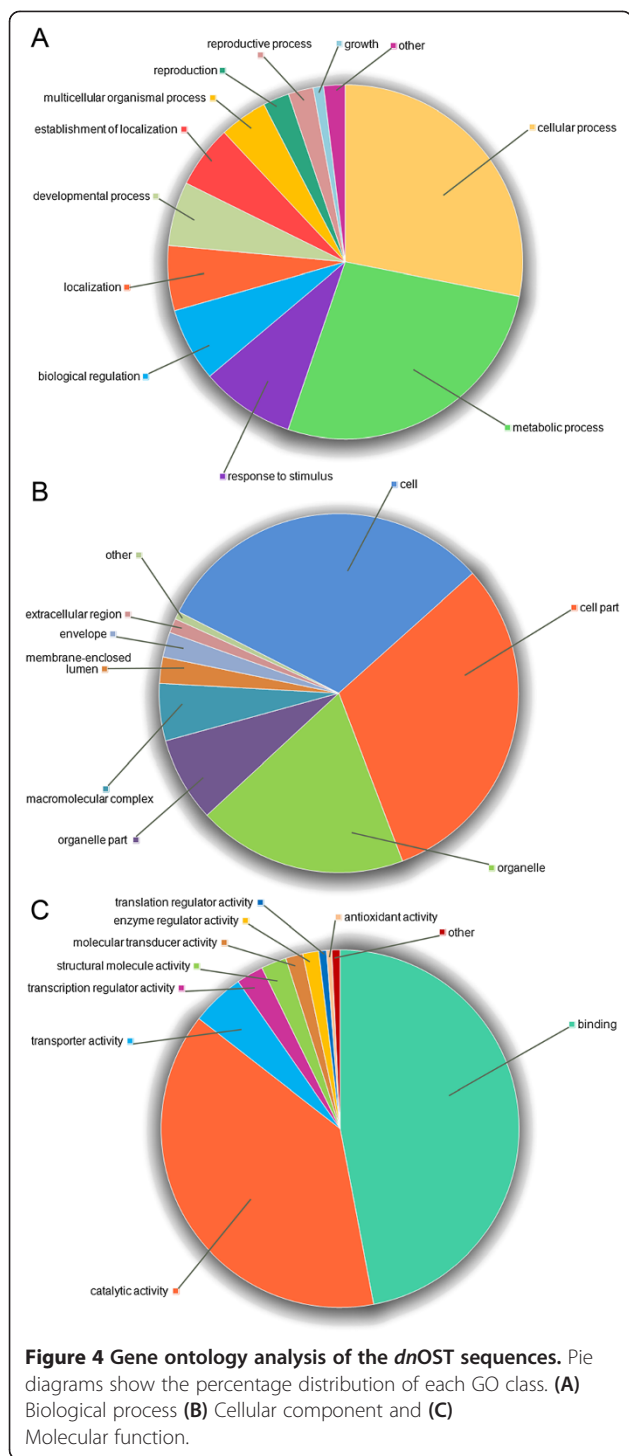 A
reproductive process
growth
other
reproduction
multicellular organismal process
establishment of localization
cellular process
developmental process
localization
biological regulation
metabolic process
response to stimulus
B
cell
other
extracellular region
envelope
membrane-enclosed
lumen
cell part
macromolecular complex
organelle part
organelle
C
translation regulator activity
antioxidant activity
enzyme regulator activity
other
molecular transducer activity
structural molecule activity
transcription regulator activity
binding
transporter activity
catalytic activity
Figure 4 Gene ontology analysis of the dnOST sequences. Pie
diagrams show the percentage distribution of each GO class. (A)
Biological process (B) Cellular component and (C)
Molecular function.